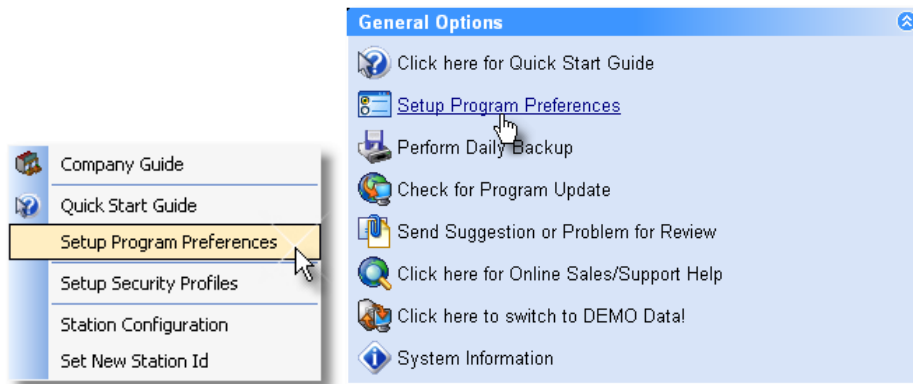 Company Guide
Quick Start Guide
Setup Program Preferences
Setup Security Profiles
Station Configuration
Set New Station Id
General Options
Click here for Quick Start Guide
Setup Program Preferences
Perform Daily Backup
Check for Program Update
Send Suggestion or Problem for Review
Click here for Online Sales/Support Help
Click here to switch to DEMO Data!
System Information